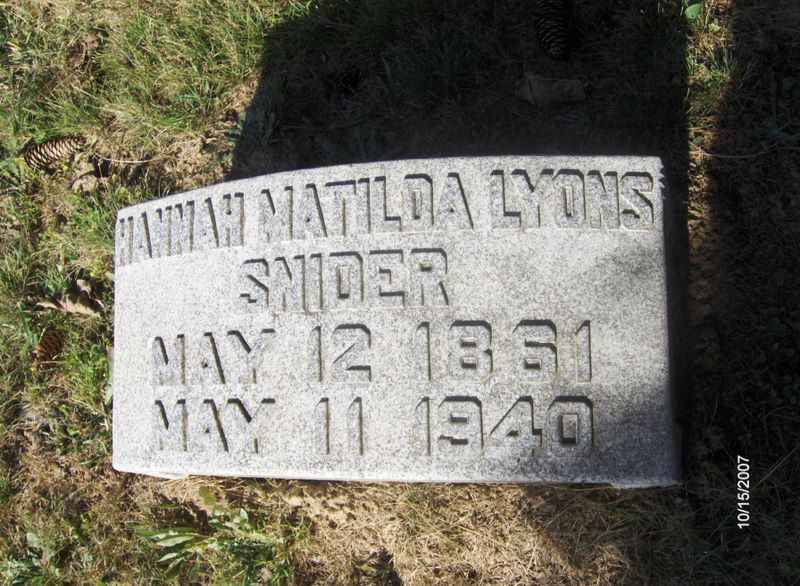 HANNAH MATILDA LYONS
SNIDER
MAY 12 1861
MAY 11 1940
10/15/2007